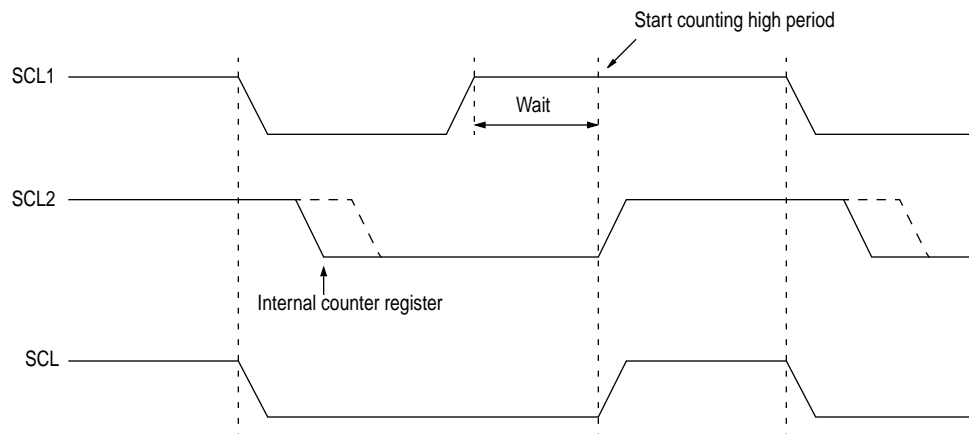 Start counting high period
SCL1
Wait
SCL2
Internal counter register
SCL